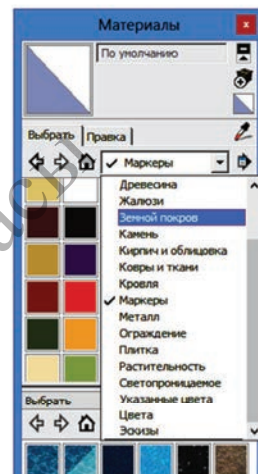 Материалы
По умолчанию
Выбрать Правка
Маркеры
Древесина
Жалюзи
Земной покров
Камень
Кирпич и облицовка
Ковры и ткани
Кровля
Маркеры
Металл
Ограждение
Плитка
Растительность
Светопроницаемое
Указанные цвета
Выбрать
Цвета
Эскизы